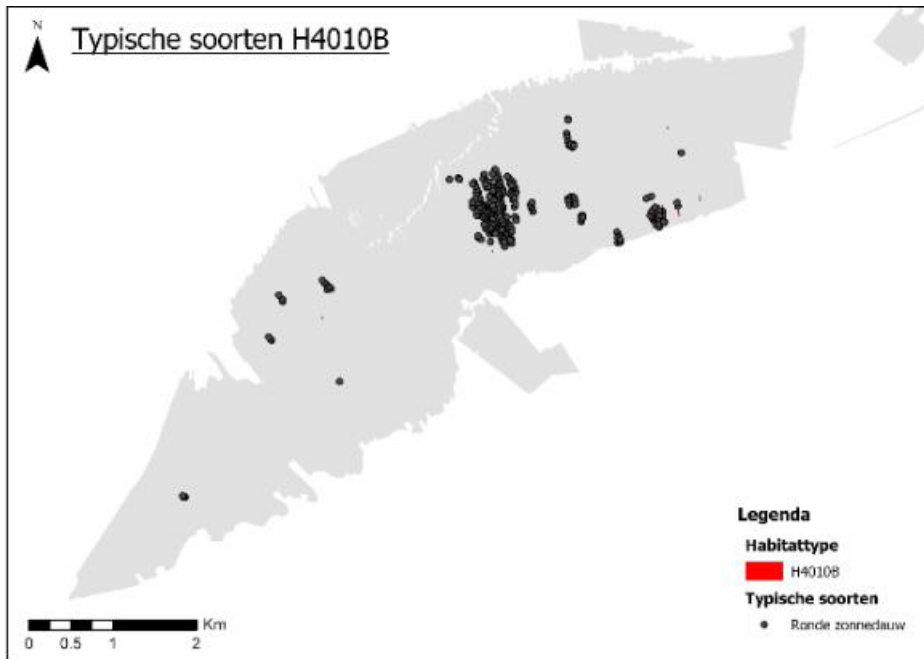 N
Typische soorten H4010B
Legenda
Habitattype
H4010B
Typische soorten
Ronde zonnedauw
Km
0 0.5 1 2